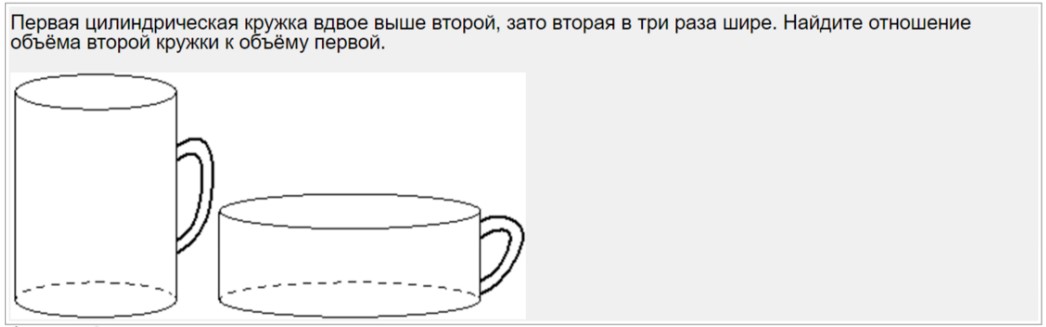 Первая цилиндрическая кружка вдвое выше второй, зато вторая в три раза шире. Найдите отношение
объёма второй кружки к объёму первой.